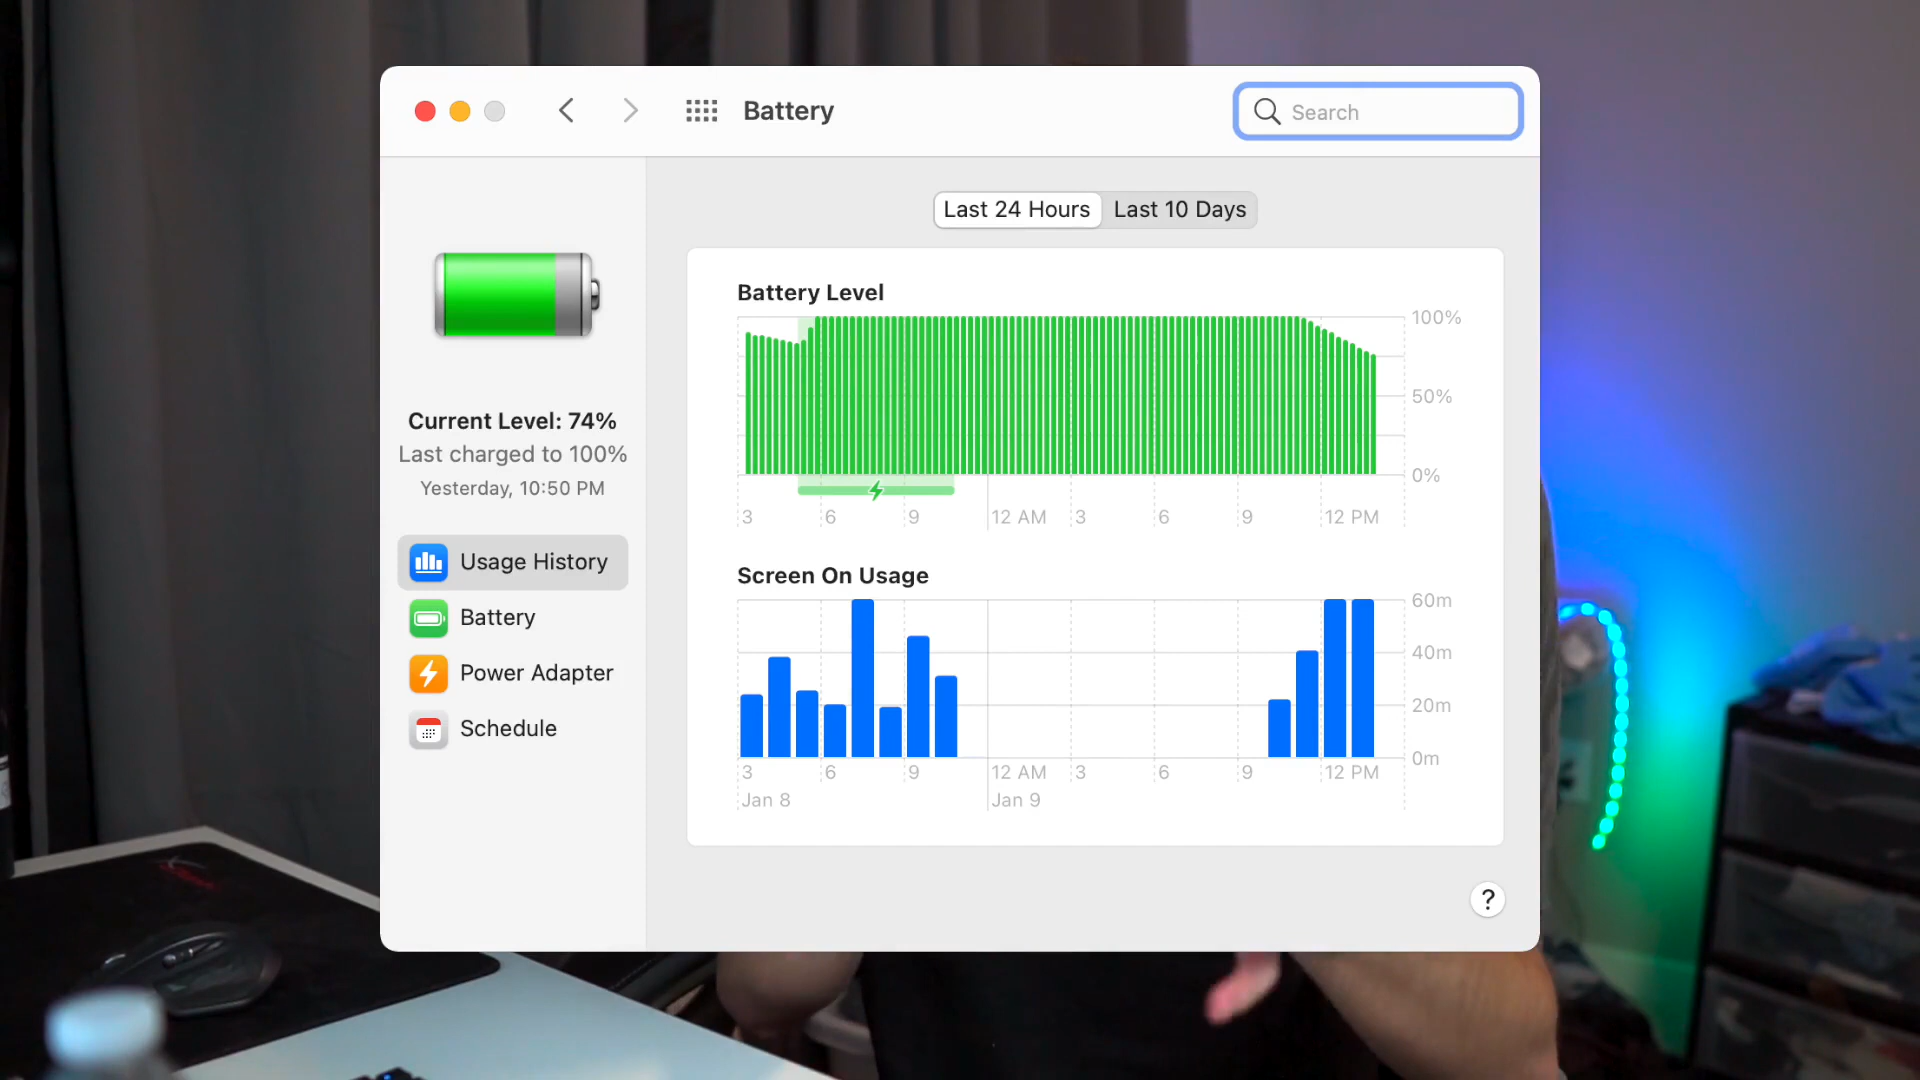 Battery
Search
Last 24 Hours
Last 10 Days
Battery Level
100%
50%
0%
3
6
9
12 AM
3
6
9
12 PM
Current Level: 74%
Last charged to 100%
Yesterday, 10:50 PM
Usage History
Battery
Power Adapter
Schedule
Screen On Usage
60m
40m
20m
0m
3
6
9
12 AM
3
6
9
12 PM
Jan 8
Jan 9
?